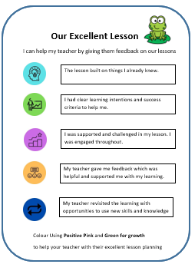 Our Excellent Lesson
I can help my teacher by giving them feedback on our lessons
The lesson built on things I already knew.
I had clear learning intentions and success
criteria to help me.
I was supported and challenged in my lesson. I
was engaged throughout.
My teacher gave me feedback which was
helpful and supported me with my learning.
My teacher revisited the learning with
opportunities to use new skills and knowledge
Colour Using Positive Pink and Green for growth
to help your teacher with their excellent lesson planning